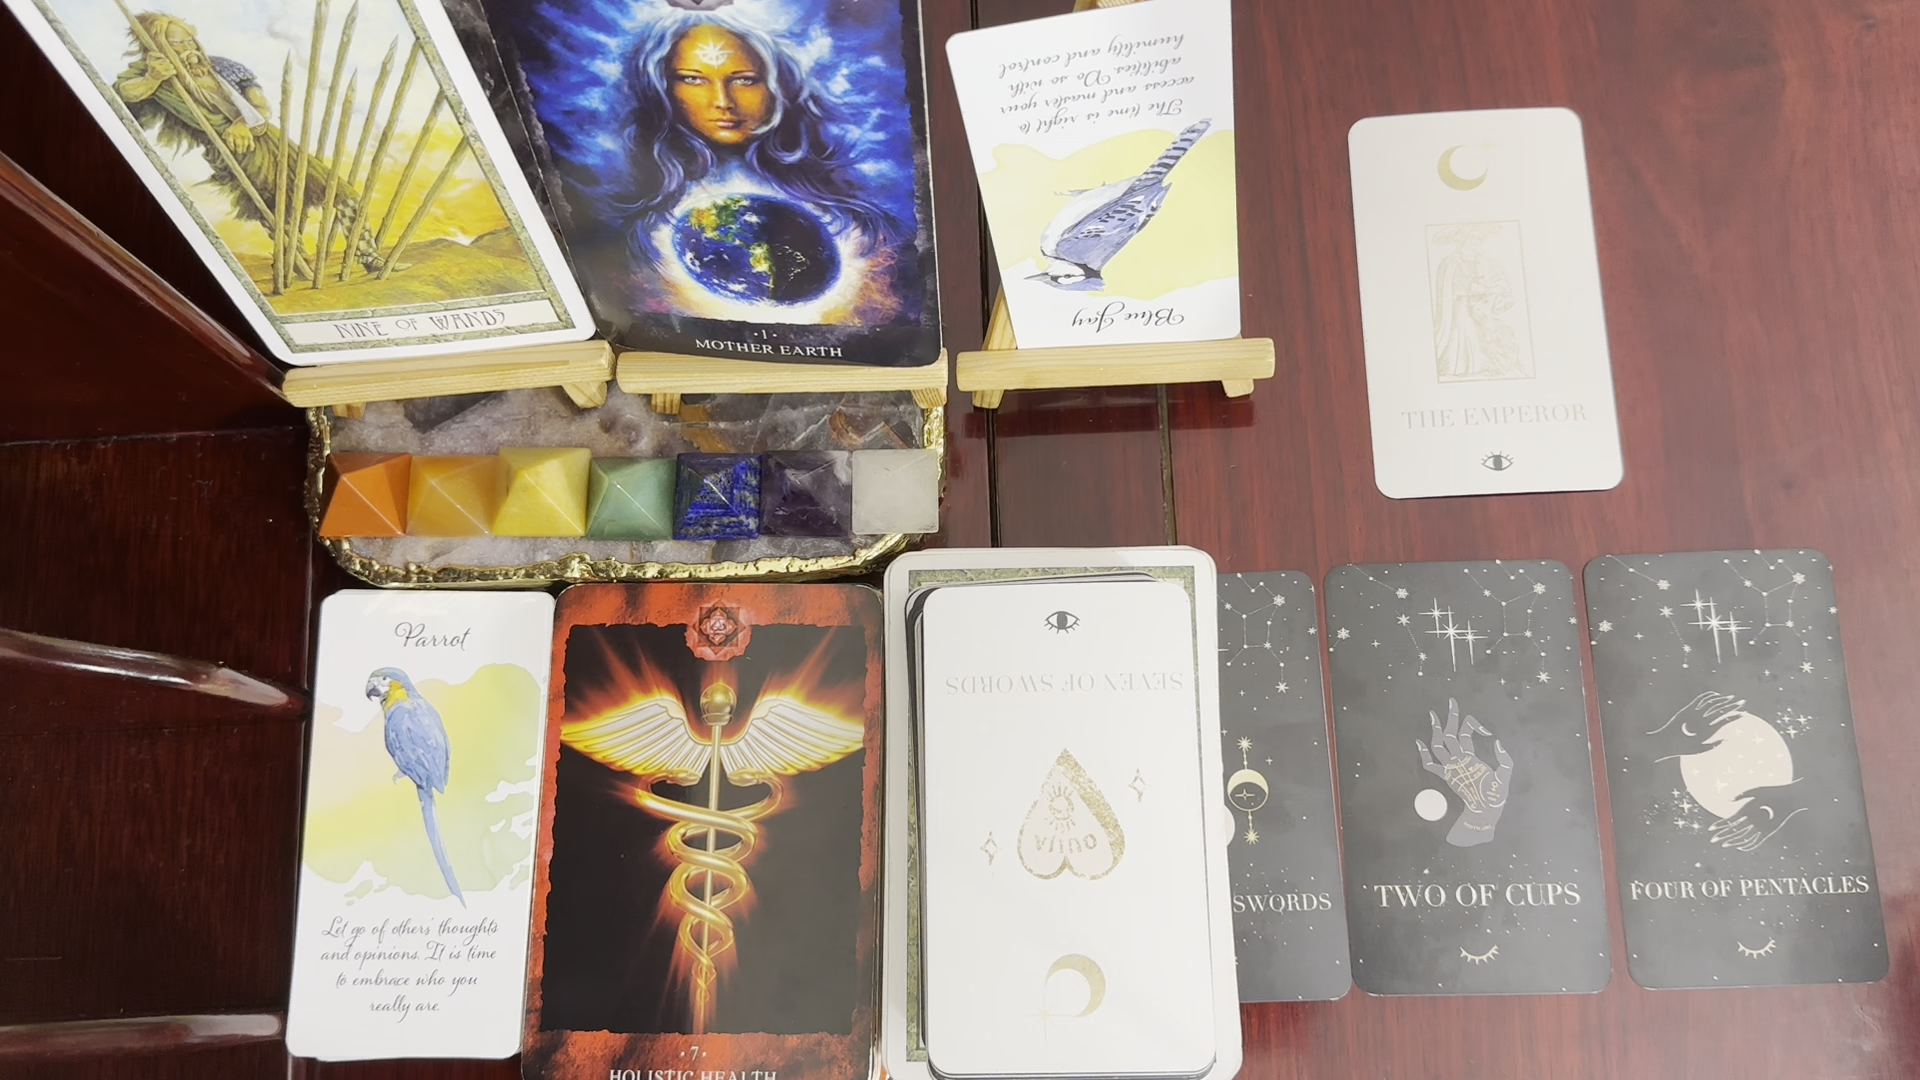 NINE OF WANDS
·1·
MOTHER EARTH
Blue Jay
The time is right to
access and master your
abilities. Do so with
humility and control
THE EMPEROR
Parrot
Let go of others' thoughts
and opinions. It is time
to embrace who you
really are.
·7·
HOLISTIC HEALTH
SEVEN OF SWORDS
OUIJA
SWORDS
TWO OF CUPS
FOUR OF PENTACLES